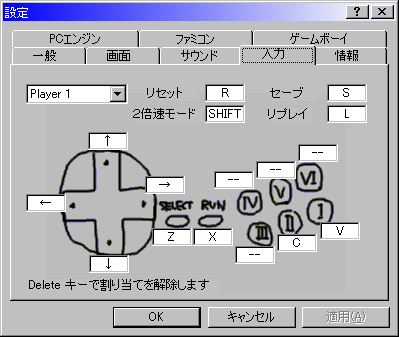 設定
PCエンジン ファミコン ゲームボーイ
一般 画面 サウンド 入力 情報
Player 1 リセット R セーブ S
2倍速モード SHIFT リプレイ L
↑
-- -- --
← → SELECT RUN Ⅳ Ⅴ Ⅵ
Z X Ⅲ Ⅱ Ⅰ
-- C V
↓
Delete キーで割り当てを解除します
OK キャンセル 適用(A)